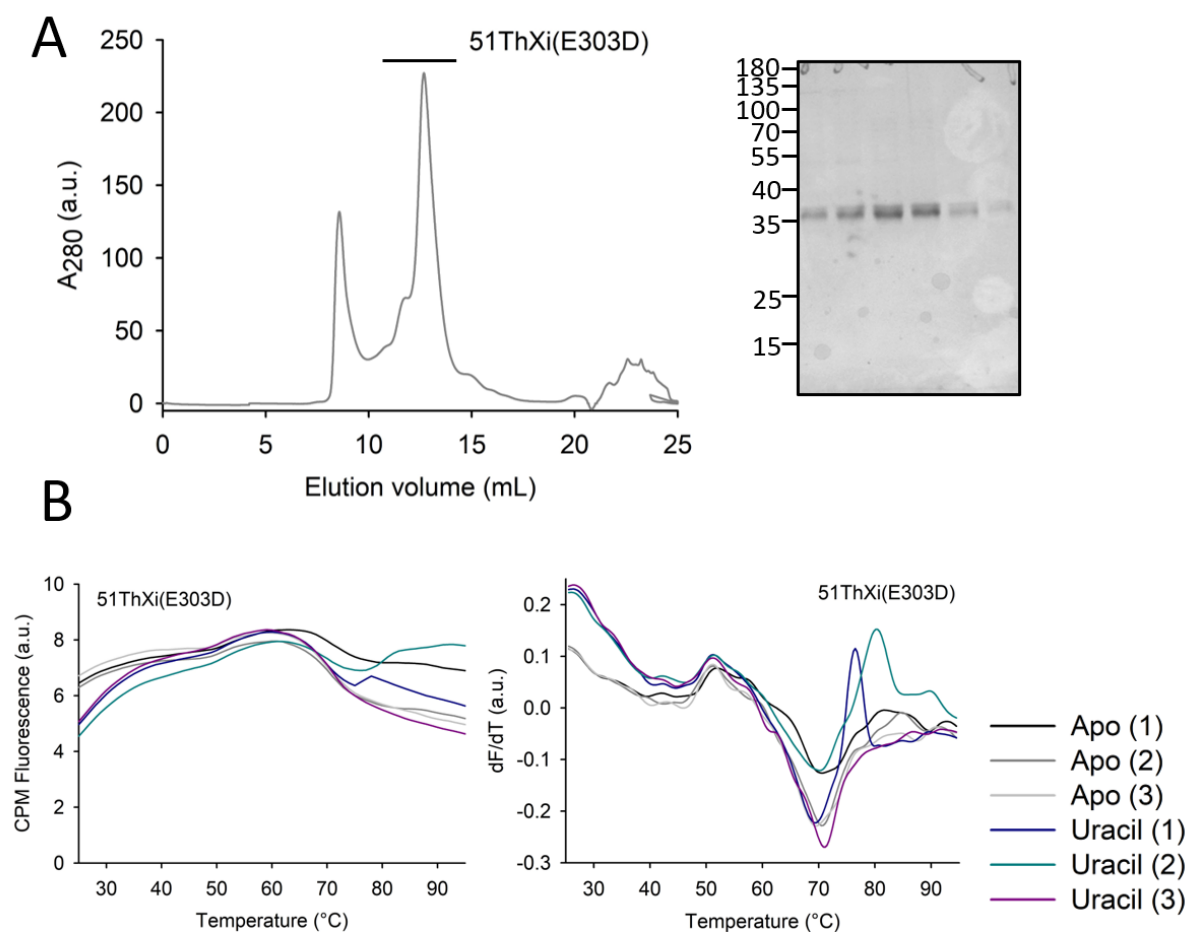 A
51ThXi(E303D)
250
200
150
100
50
0
A280 (a.u.)
0 5 10 15 20 25
Elution volume (mL)
180
135
100
70
55
40
35
25
15
B
51ThXi(E303D)
10
8
6
4
2
0
CPM Fluorescence (a.u.)
30 40 50 60 70 80 90
Temperature (°C)
51ThXi(E303D)
0.2
0.1
0.0
-0.1
-0.2
-0.3
dF/dT (a.u.)
30 40 50 60 70 80 90
Temperature (°C)
Apo (1)
Apo (2)
Apo (3)
Uracil (1)
Uracil (2)
Uracil (3)